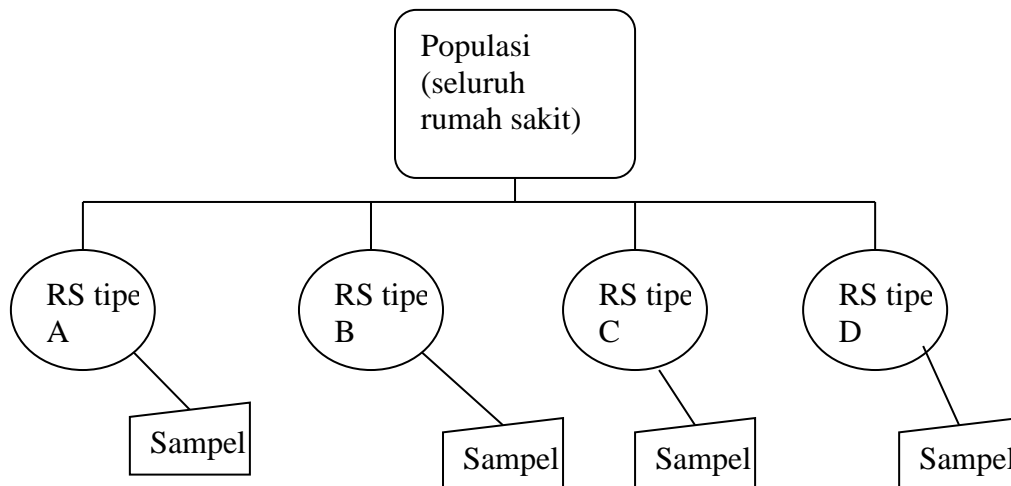 Populasi
(seluruh
rumah sakit)
RS tipe
A
RS tipe
B
RS tipe
C
RS tipe
D
Sampel
Sampel
Sampel
Sampel